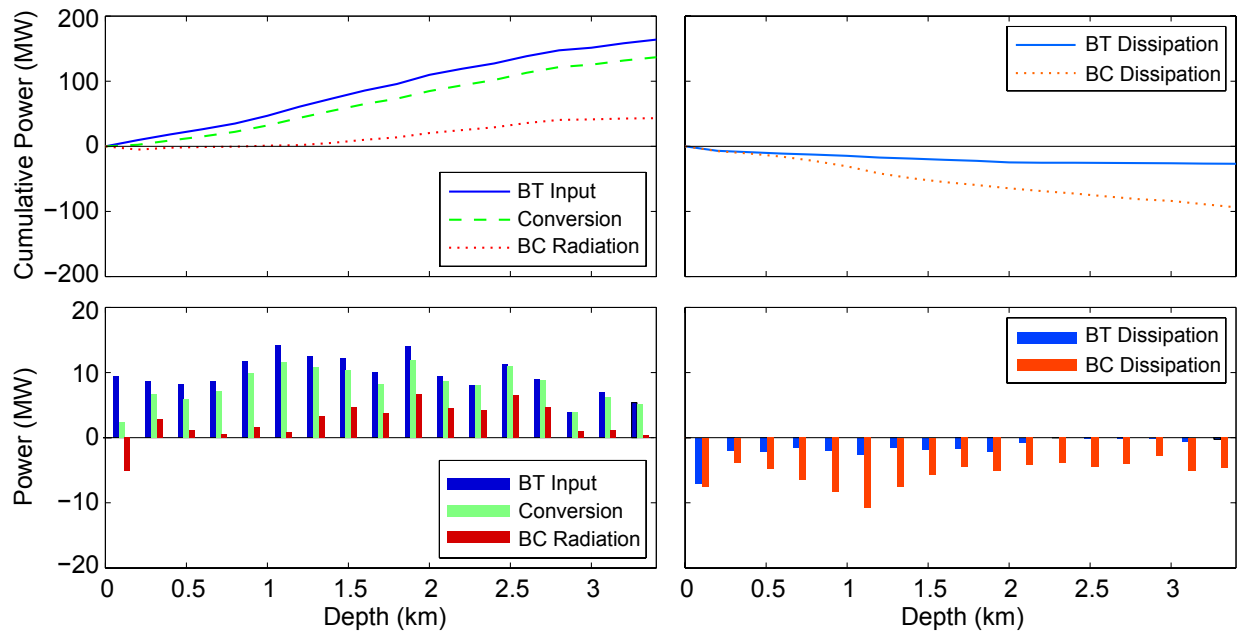 200
100
0
−100
−200
Cumulative Power (MW)
BT Input
Conversion
BC Radiation
BT Dissipation
BC Dissipation
20
10
0
−10
−20
Power (MW)
BT Input
Conversion
BC Radiation
0 0.5 1 1.5 2 2.5 3
Depth (km)
BT Dissipation
BC Dissipation
0 0.5 1 1.5 2 2.5 3
Depth (km)